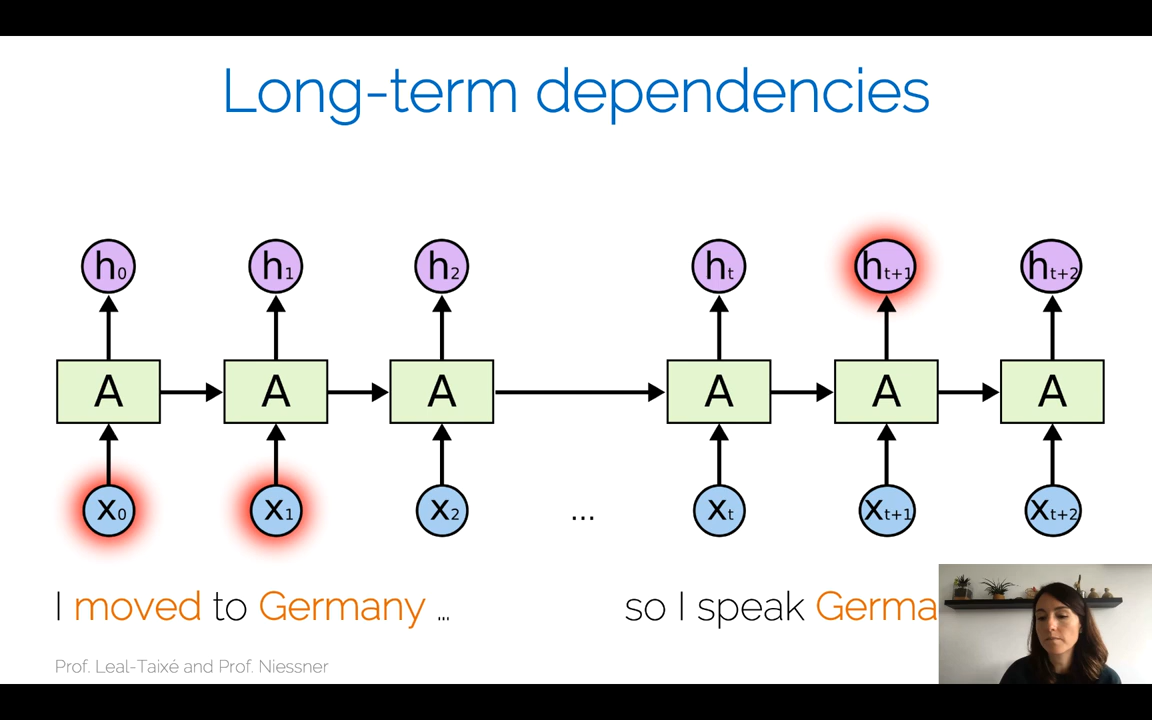 Long-term dependencies
h0 h1 h2 ht ht+1 ht+2
A A A A A A
x0 x1 x2 ... xt xt+1 xt+2
I moved to Germany ... so I speak Germa
Prof. Leal-Taixé and Prof. Niessner